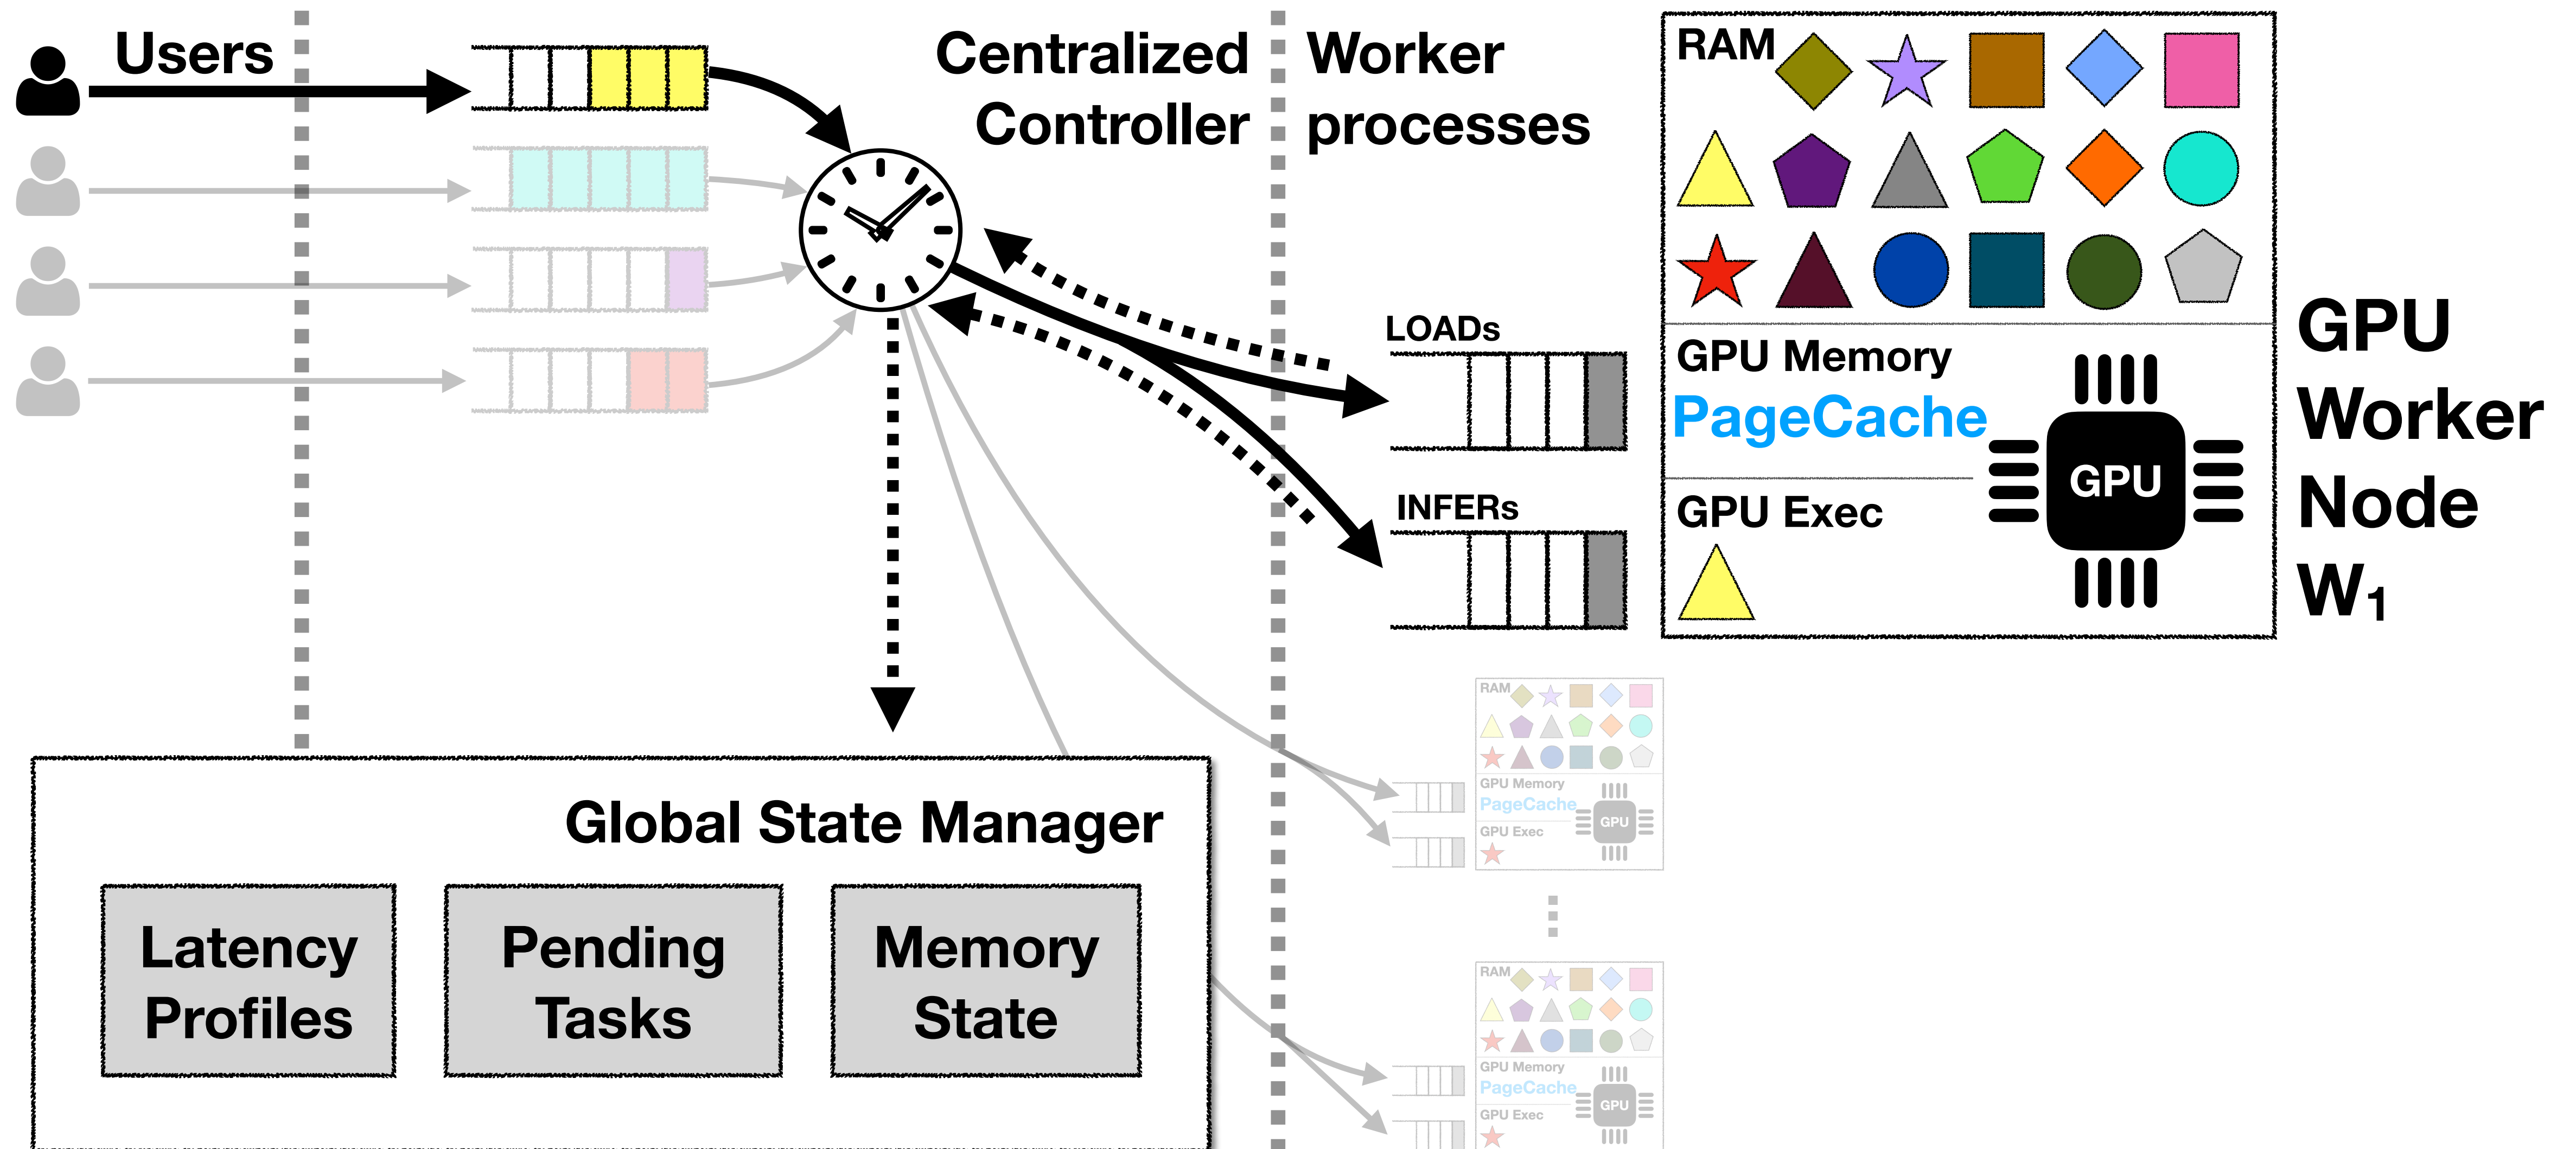 Users
Centralized
Controller
Worker
processes
RAM
LOADs
INFERs
GPU Memory
PageCache
GPU Exec
GPU
GPU
Worker
Node
W₁
Global State Manager
Latency
Profiles
Pending
Tasks
Memory
State
RAM
GPU Memory
PageCache
GPU Exec
GPU
RAM
GPU Memory
PageCache
GPU Exec
GPU